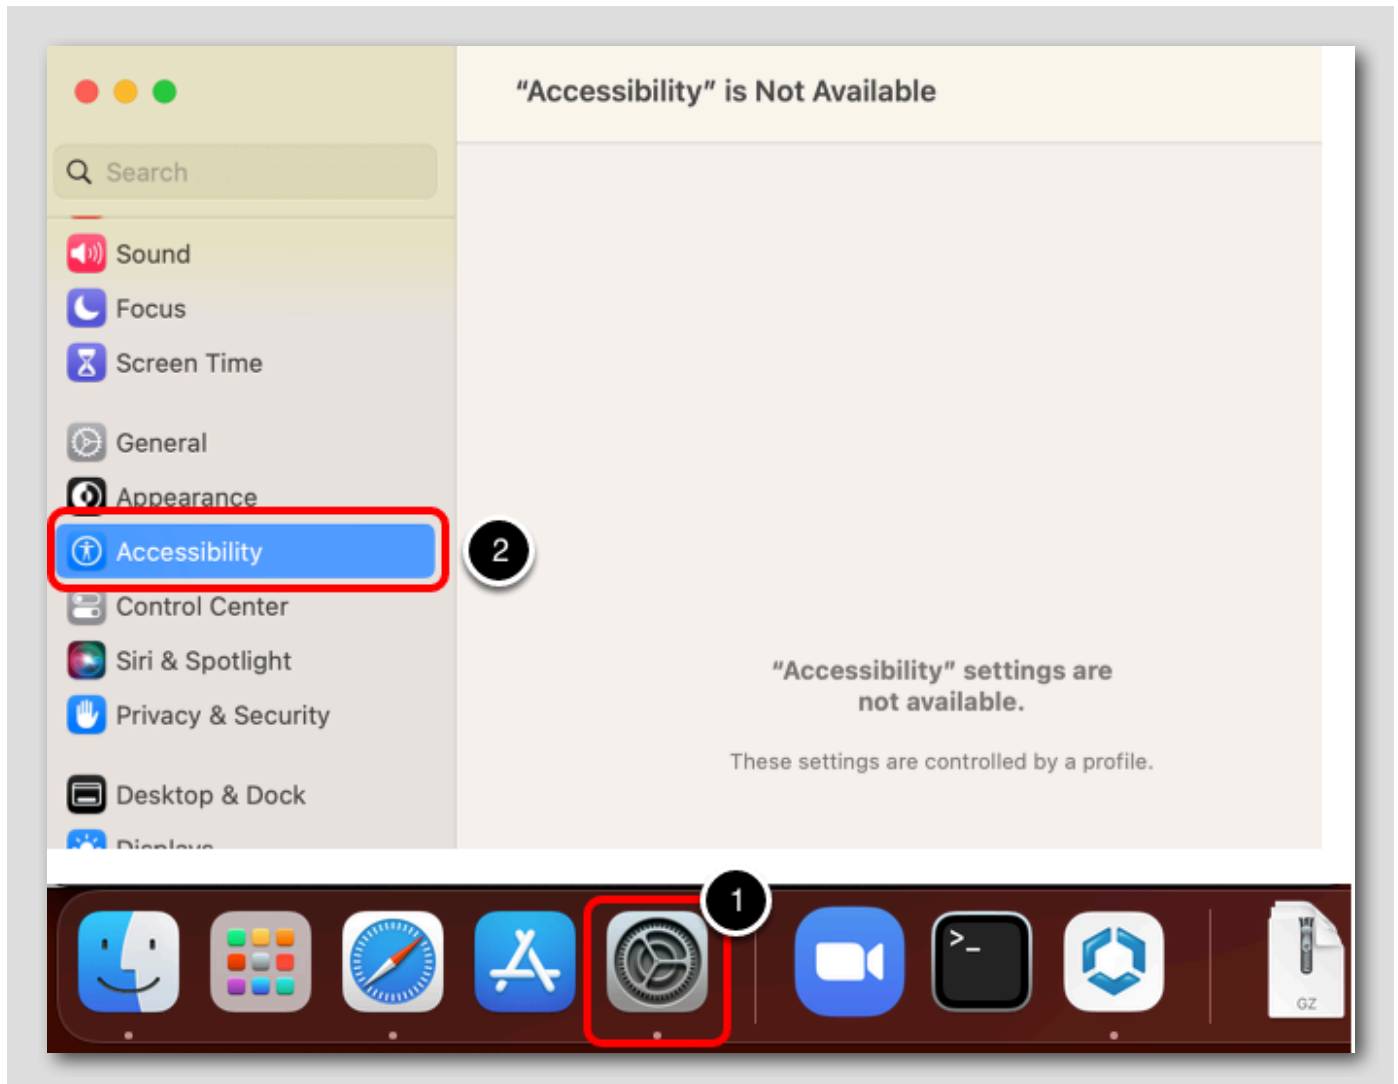 “Accessibility” is Not Available
Search
Sound
Focus
Screen Time
General
Appearance
Accessibility
2
Control Center
Siri & Spotlight
Privacy & Security
Desktop & Dock
Displays
“Accessibility” settings are
not available.
These settings are controlled by a profile.
1
>_
GZ